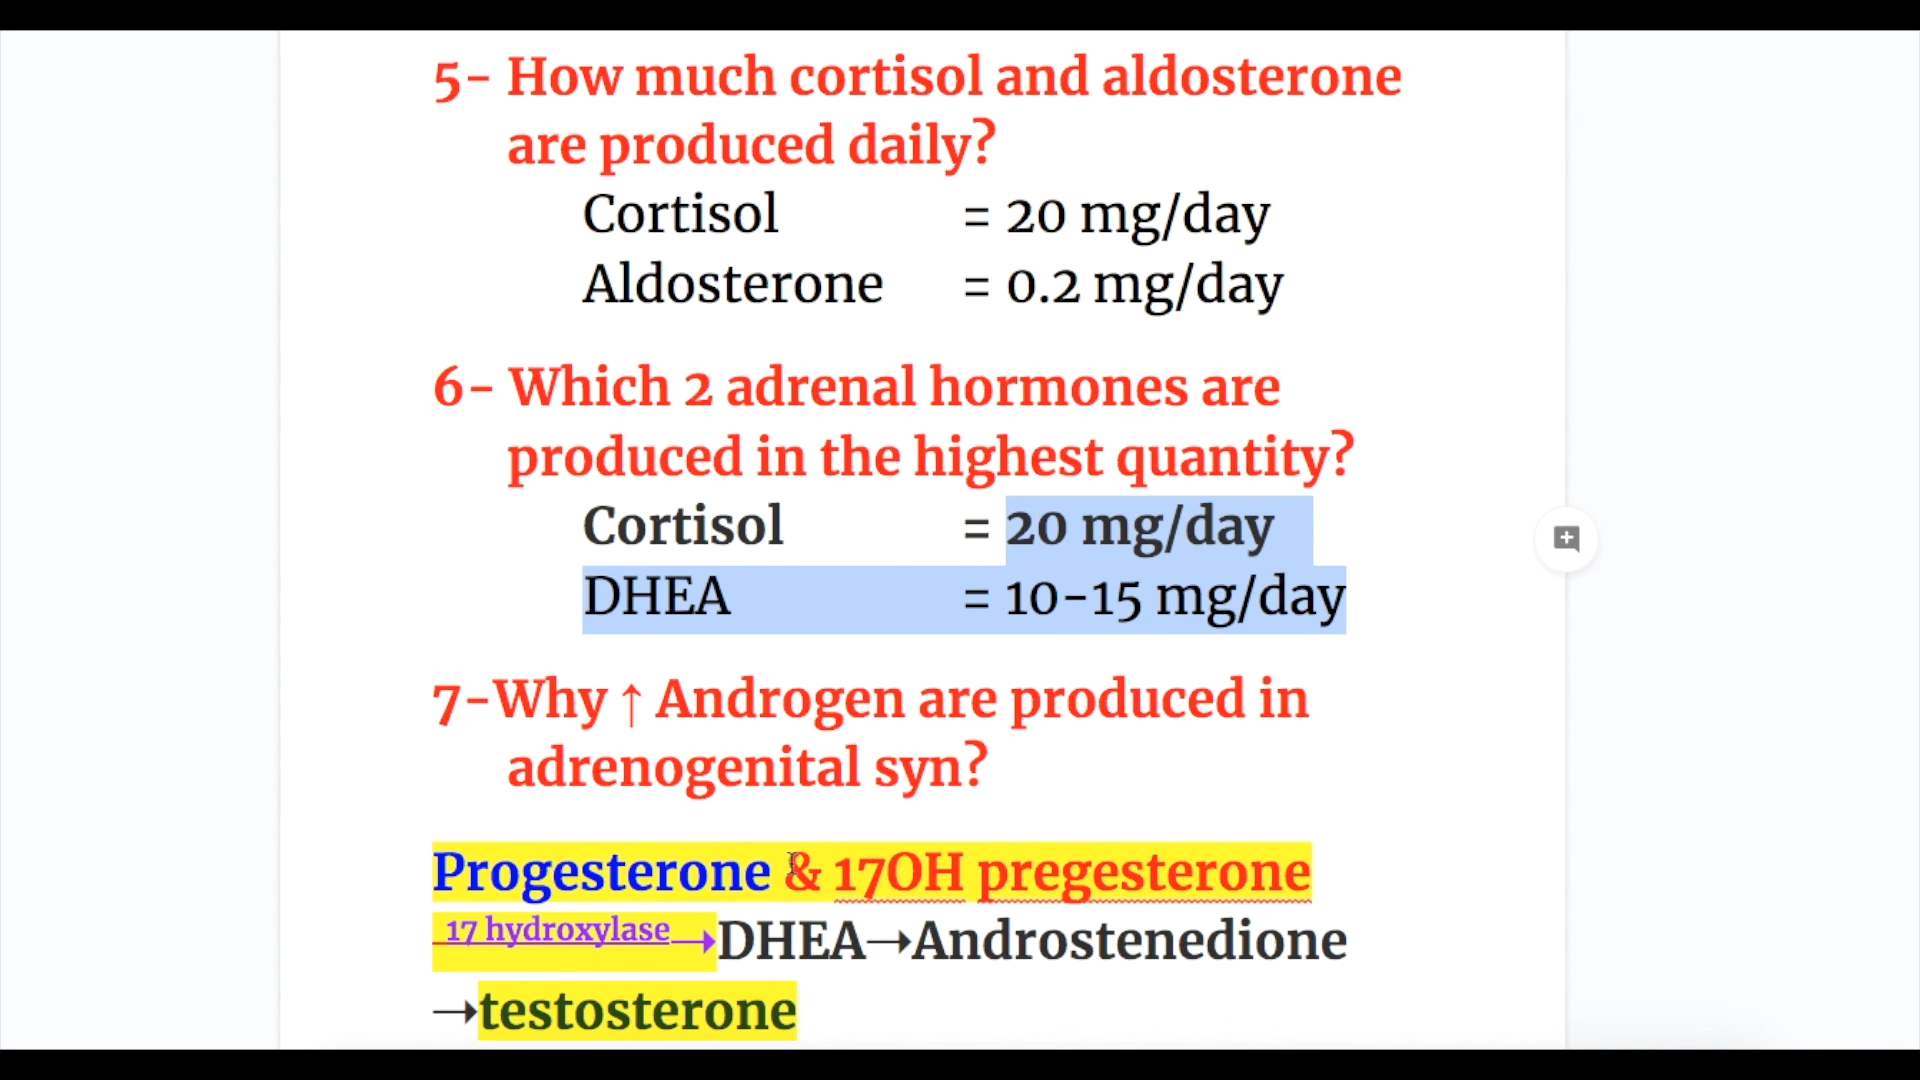 5- How much cortisol and aldosterone
are produced daily?
Cortisol = 20 mg/day
Aldosterone = 0.2 mg/day
6- Which 2 adrenal hormones are
produced in the highest quantity?
Cortisol = 20 mg/day
DHEA = 10-15 mg/day
7-Why ↑ Androgen are produced in
adrenogenital syn?
Progesterone & 17OH pregesterone
17 hydroxylase→DHEA→Androstenedione
→testosterone